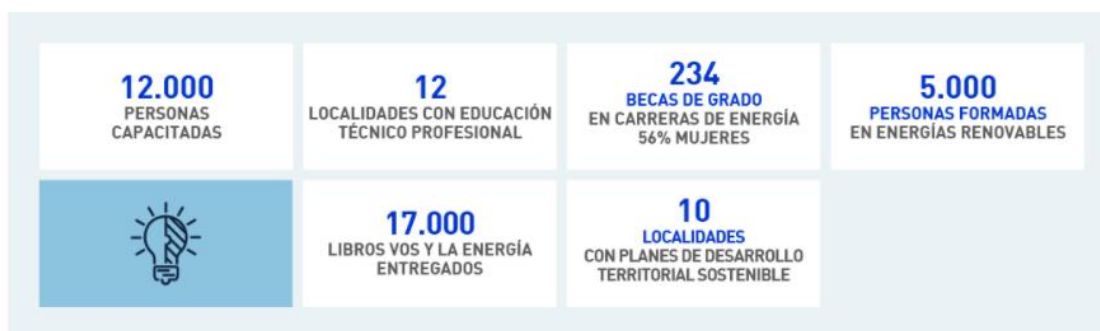 12.000
PERSONAS
CAPACITADAS
12
LOCALIDADES CON EDUCACIÓN
TÉCNICO PROFESIONAL
234
BECAS DE GRADO
EN CARRERAS DE ENERGÍA
56% MUJERES
5.000
PERSONAS FORMADAS
EN ENERGÍAS RENOVABLES
17.000
LIBROS VOS Y LA ENERGÍA
ENTREGADOS
10
LOCALIDADES
CON PLANES DE DESARROLLO
TERRITORIAL SOSTENIBLE